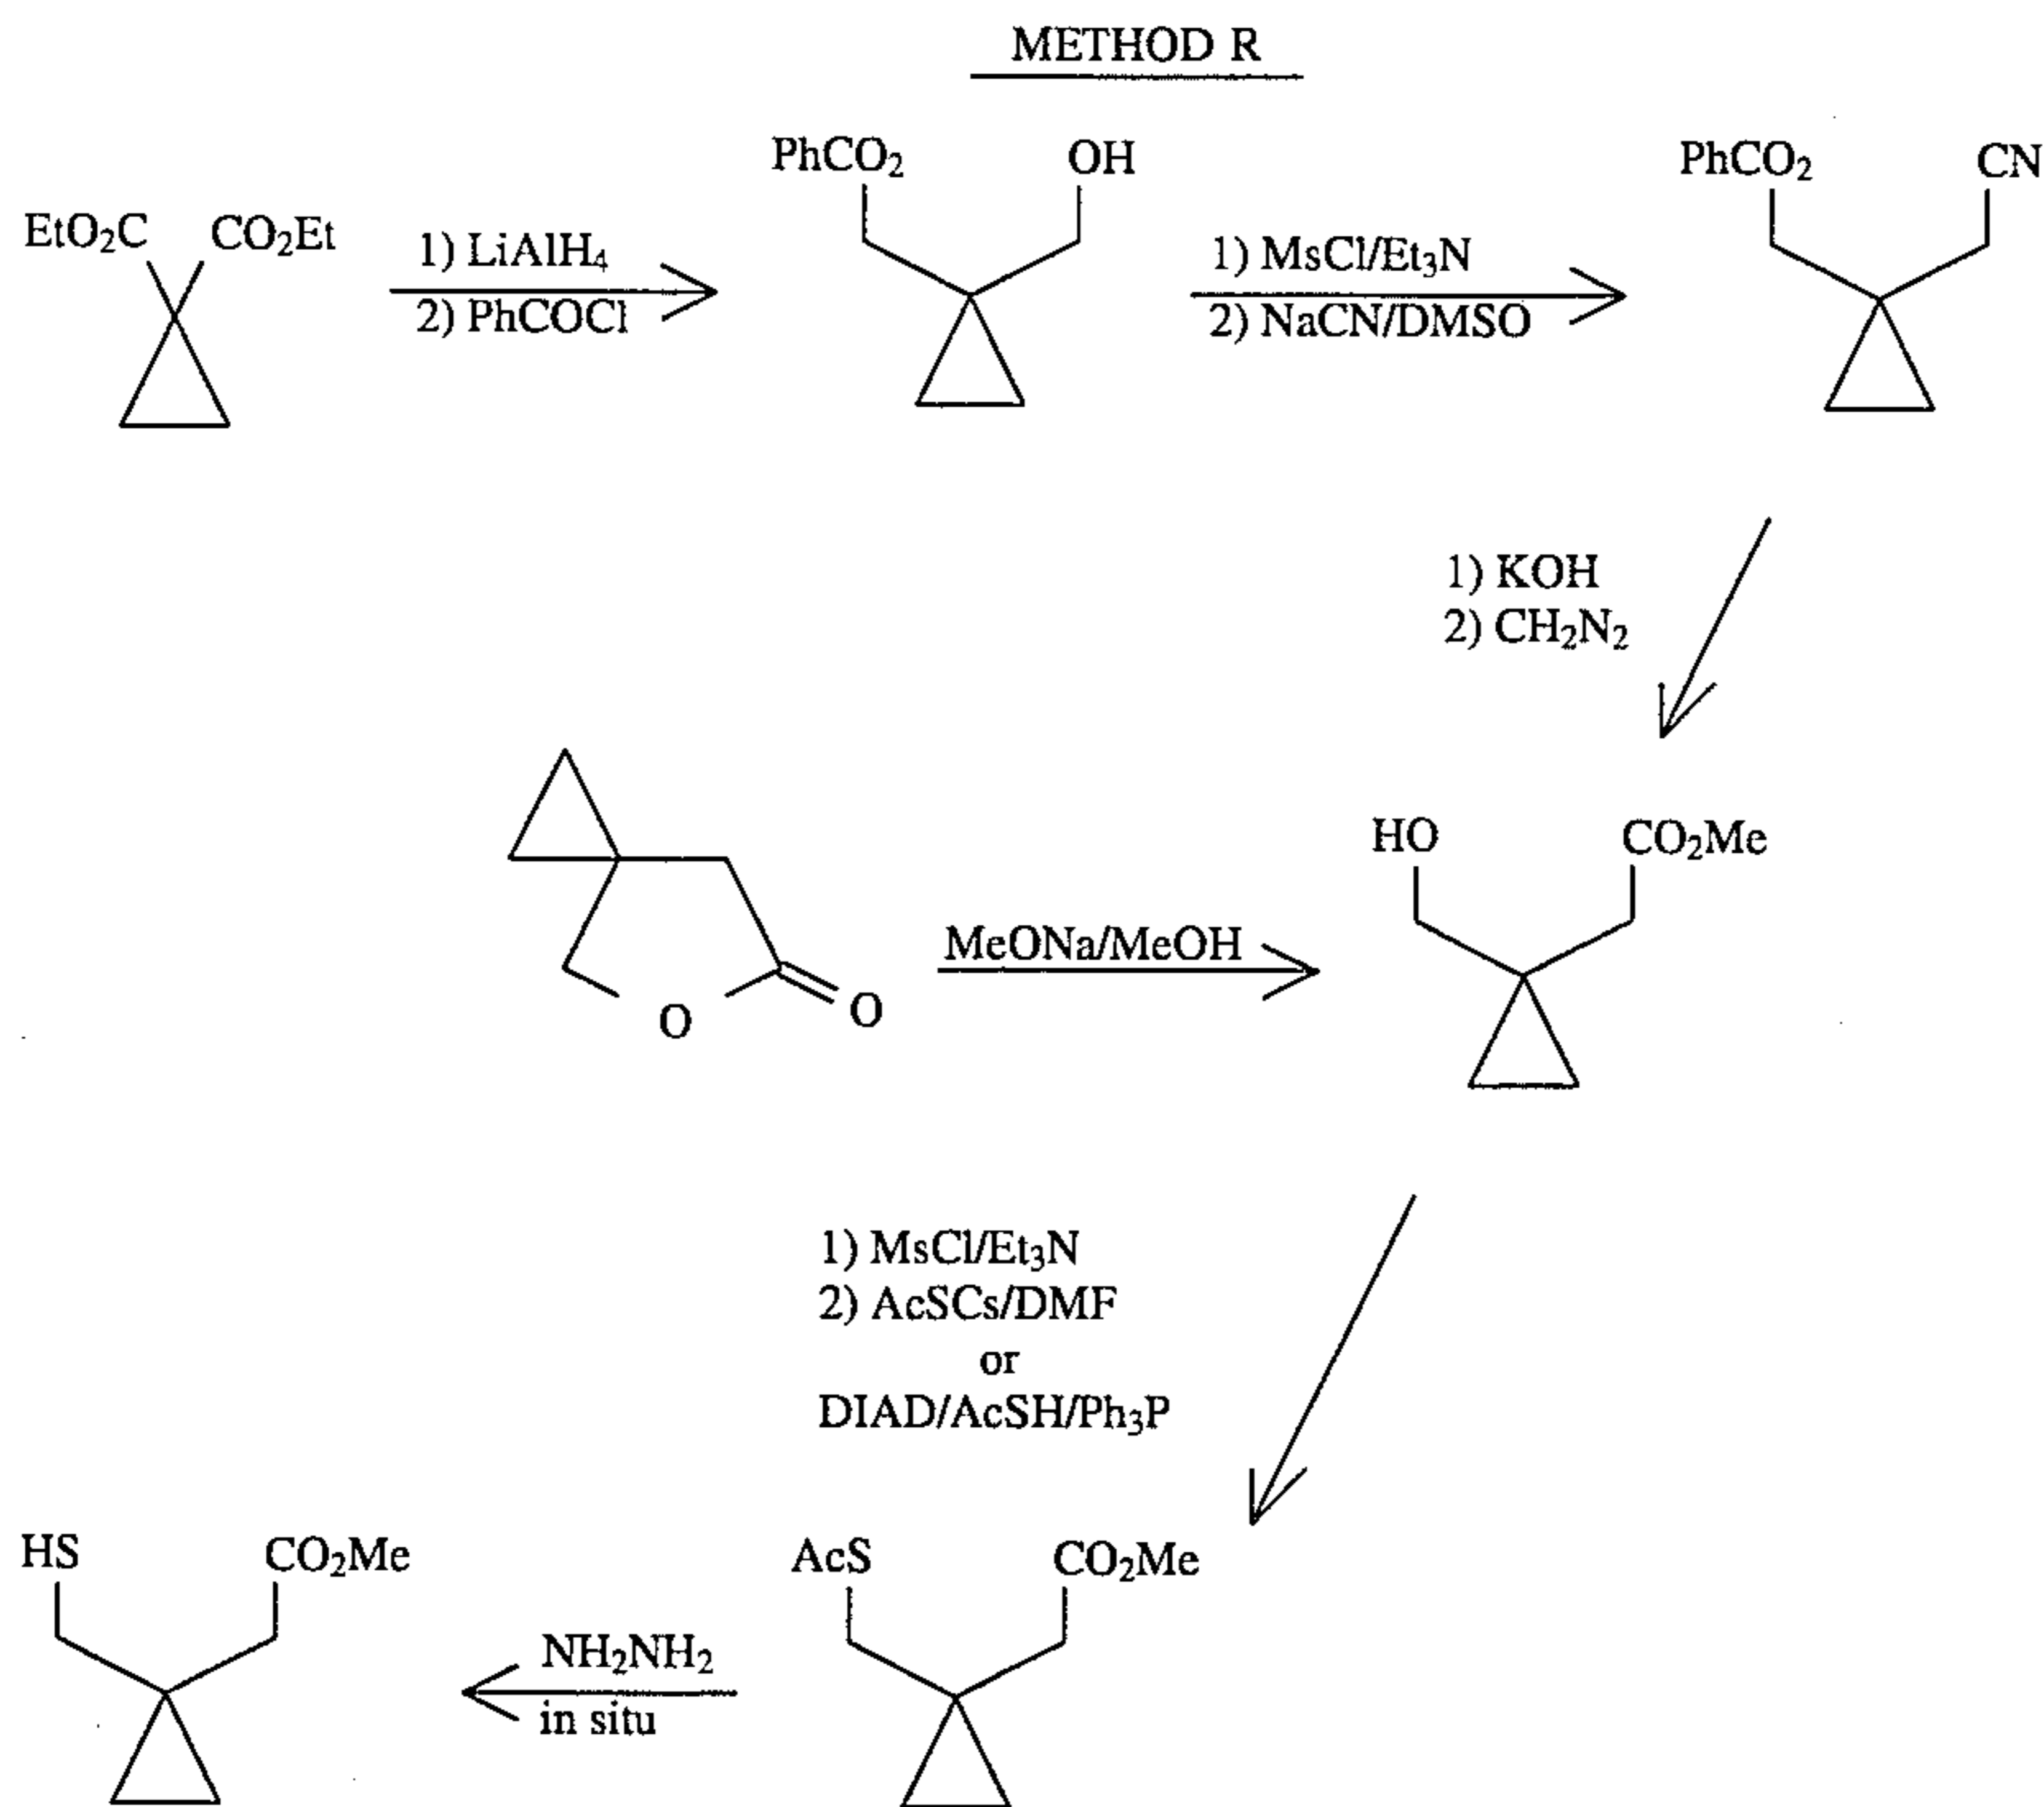 METHOD R
PhCO₂ OH
PhCO₂ CN
EtO₂C CO₂Et
1) LiAlH₄
2) PhCOCl
1) MsCl/Et₃N
2) NaCN/DMSO
1) KOH
2) CH₂N₂
HO CO₂Me
MeONa/MeOH
O
O
1) MsCl/Et₃N
2) AcSCs/DMF
or
DIAD/AcSH/Ph₃P
HS CO₂Me
AcS CO₂Me
NH₂NH₂
in situ